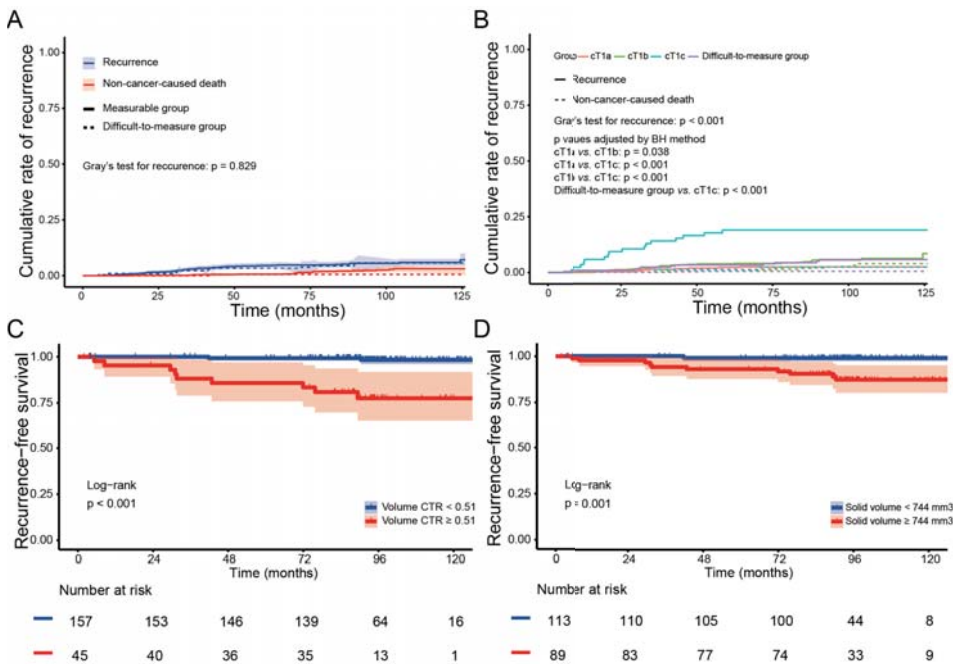 A
Cumulative rate of recurrence
1.00
0.75
0.50
0.25
0.00
Recurrence
Non-cancer-caused death
Measurable group
Difficult-to-measure group
Gray's test for reccurence: p = 0.829
0 25 50 75 100 125
Time (months)
B
Cumulative rate of recurrence
1.00
0.75
0.50
0.25
0.00
Group cT1a cT1b cT1c Difficult-to-measure group
Recurrence
Non-cancer-caused death
Gray's test for recurrence: p < 0.001
p vaues adjusted by BH method
cT1a vs. cT1b: p = 0.038
cT1a vs. cT1c: p < 0.001
cT1b vs. cT1c: p < 0.001
Difficult-to-measure group vs. cT1c: p < 0.001
0 25 50 75 100 125
Time (months)
C
Recurrence-free survival
1.00
0.75
0.50
0.25
0.00
Log-rank
p < 0.001
Volume CTR < 0.51
Volume CTR ≥ 0.51
0 24 48 72 96 120
Time (months)
Number at risk
157 153 146 139 64 16
45 40 36 35 13 1
D
Recurrence-free survival
1.00
0.75
0.50
0.25
0.00
Log-rank
p = 0.001
Solid volume < 744 mm3
Solid volume ≥ 744 mm3
0 24 48 72 96 120
Time (months)
Number at risk
113 110 105 100 44 8
89 83 77 74 33 9